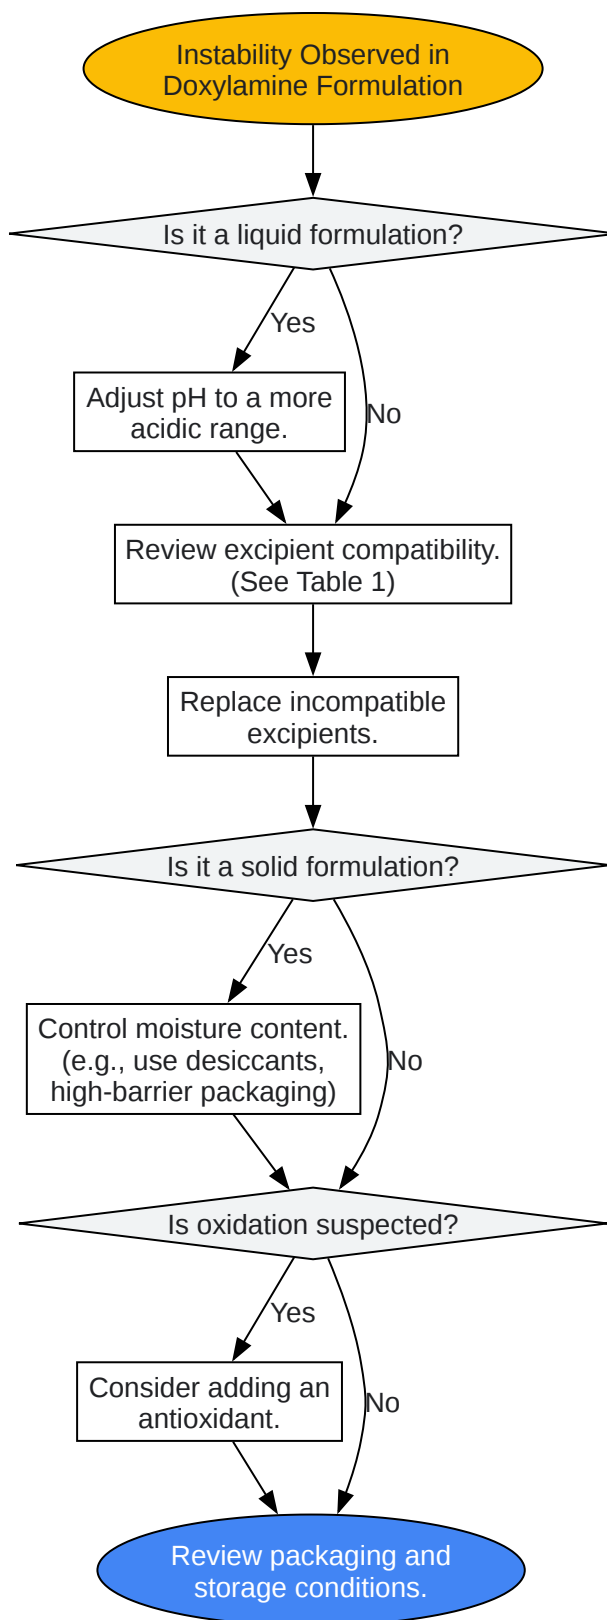 Instability Observed in
Doxylamine Formulation
Is it a liquid formulation?
Yes
Adjust pH to a more
acidic range.
No
Review excipient compatibility.
(See Table 1)
Replace incompatible
excipients.
Is it a solid formulation?
Yes
Control moisture content.
(e.g., use desiccants,
high-barrier packaging)
No
Is oxidation suspected?
Yes
Consider adding an
antioxidant.
No
Review packaging and
storage conditions.